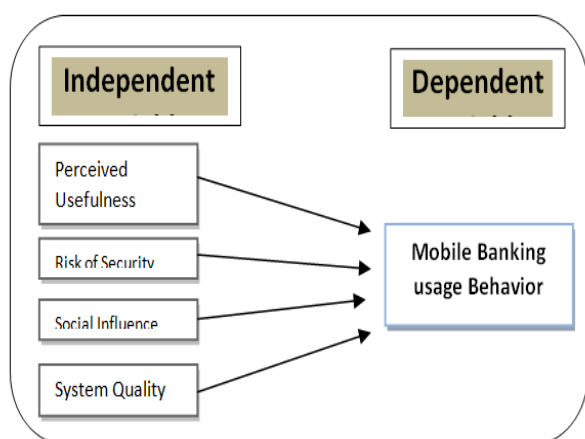 Independent
Dependent
Perceived
Usefulness
Risk of Security
Social Influence
System Quality
Mobile Banking
usage Behavior